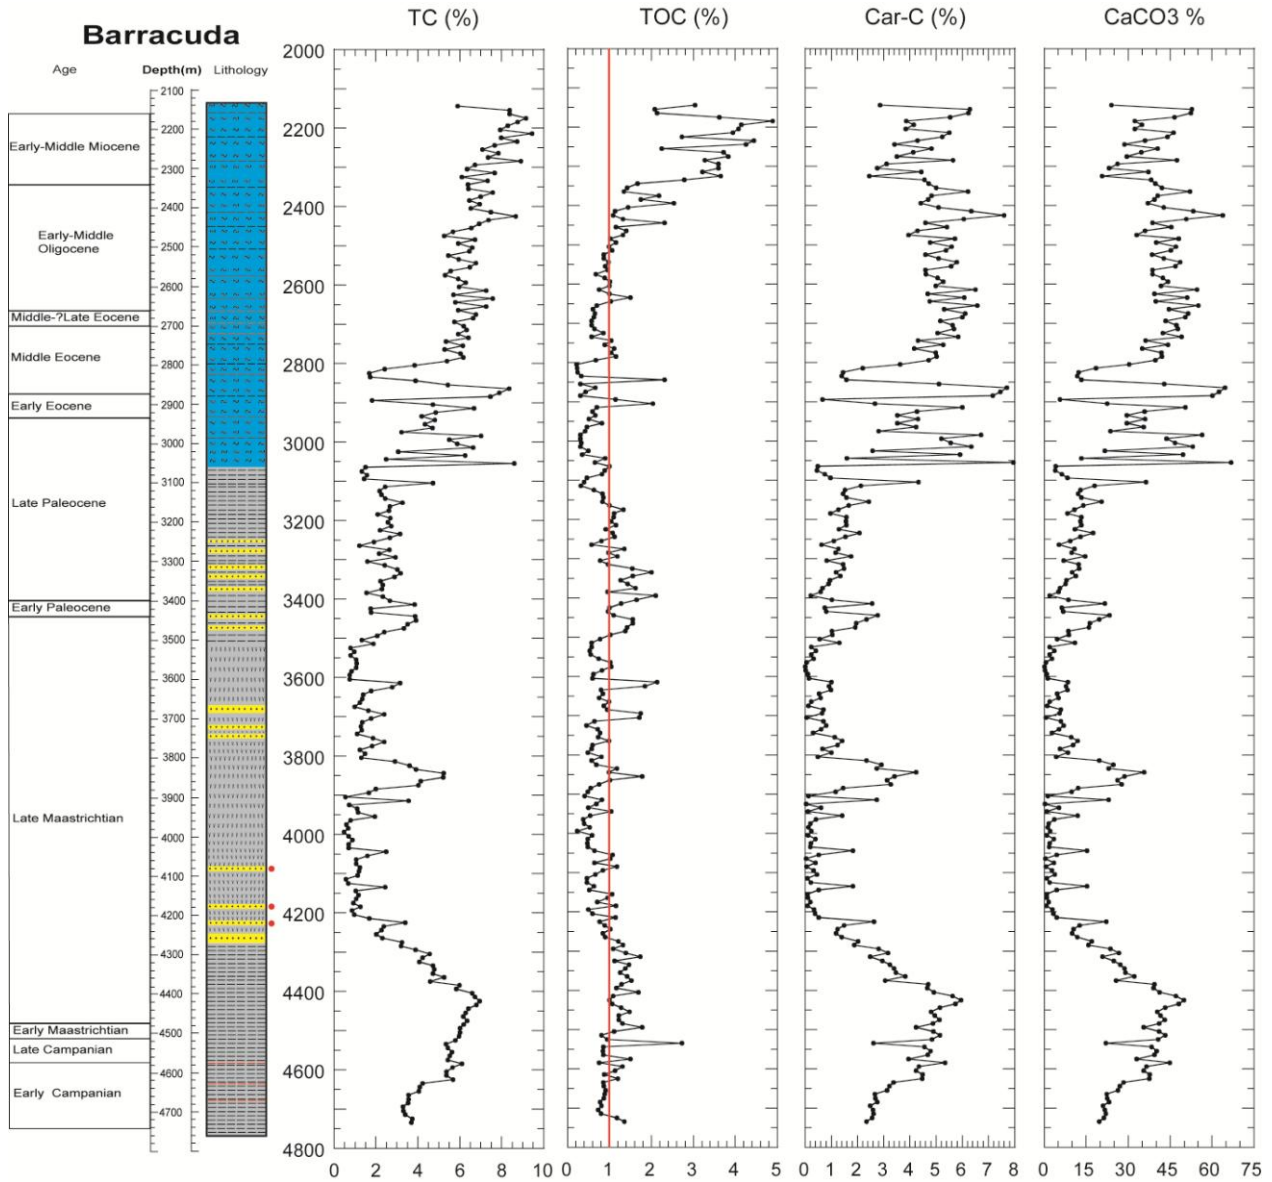 Barracuda
TC (%)
TOC (%)
Car-C (%)
CaCO3 %
Age
Depth(m)
Lithology
Early-Middle Miocene
Early-Middle
Oligocene
Middle-?Late Eocene
Middle Eocene
Early Eocene
Late Paleocene
Early Paleocene
Late Maastrichtian
Early Maastrichtian
Late Campanian
Early Campanian
2100
2200
2300
2400
2500
2600
2700
2800
2900
3000
3100
3200
3300
3400
3500
3600
3700
3800
3900
4000
4100
4200
4300
4400
4500
4600
4700
2000
2200
2400
2600
2800
3000
3200
3400
3600
3800
4000
4200
4400
4600
4800
0 2 4 6 8 10
0 1 2 3 4 5
0 1 2 3 4 5 6 7 8
0 15 30 45 60 75